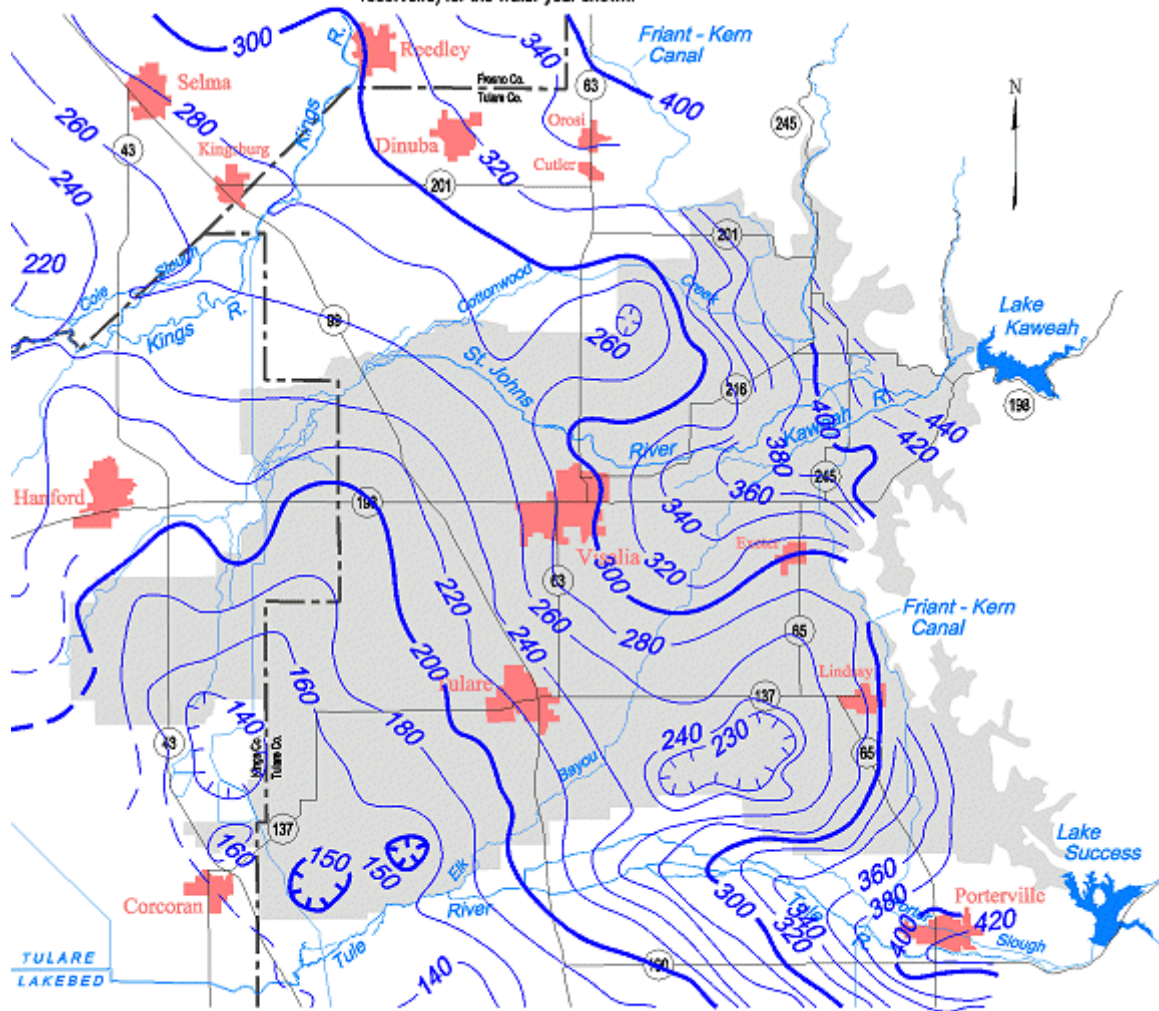 300
Reedley
R.
340
Friant - Kern
Canal
Selma
Fresno Co.
Tulare Co.
63
400
N
260
280
Kings
Orosi
245
43
Kingsburg
Dinuba
320
Cutler
240
201
201
220
Slough
Cole
Cottonwood
Creek
Kings
R.
99
260
Lake
Kaweah
St. Johns
216
198
400
Kaweah
R.
440
420
380
River
Hanford
198
245
360
340
Visalia
Exeter
320
63
300
220
260
280
Friant - Kern
Canal
65
240
200
160
Tulare
Lindsay
137
140
180
240
230
43
Kings Co.
Tulare Co.
65
Bayou
137
160
150
150
Elk
Lake
Success
360
Corcoran
River
300
380
Porterville
340
Tule
420
320
400
R.
Slough
TULARE
LAKEBED
Tule
140
190